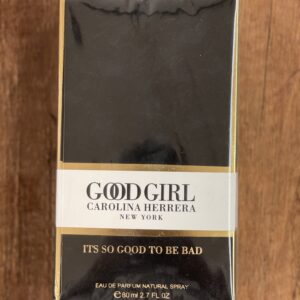 GOOD GIRL
CAROLINA HERRERA
NEW YORK
ITS SO GOOD TO BE BAD
EAU DE PARFUM NATURAL SPRAY
℮80 ml 2.7 FL OZ